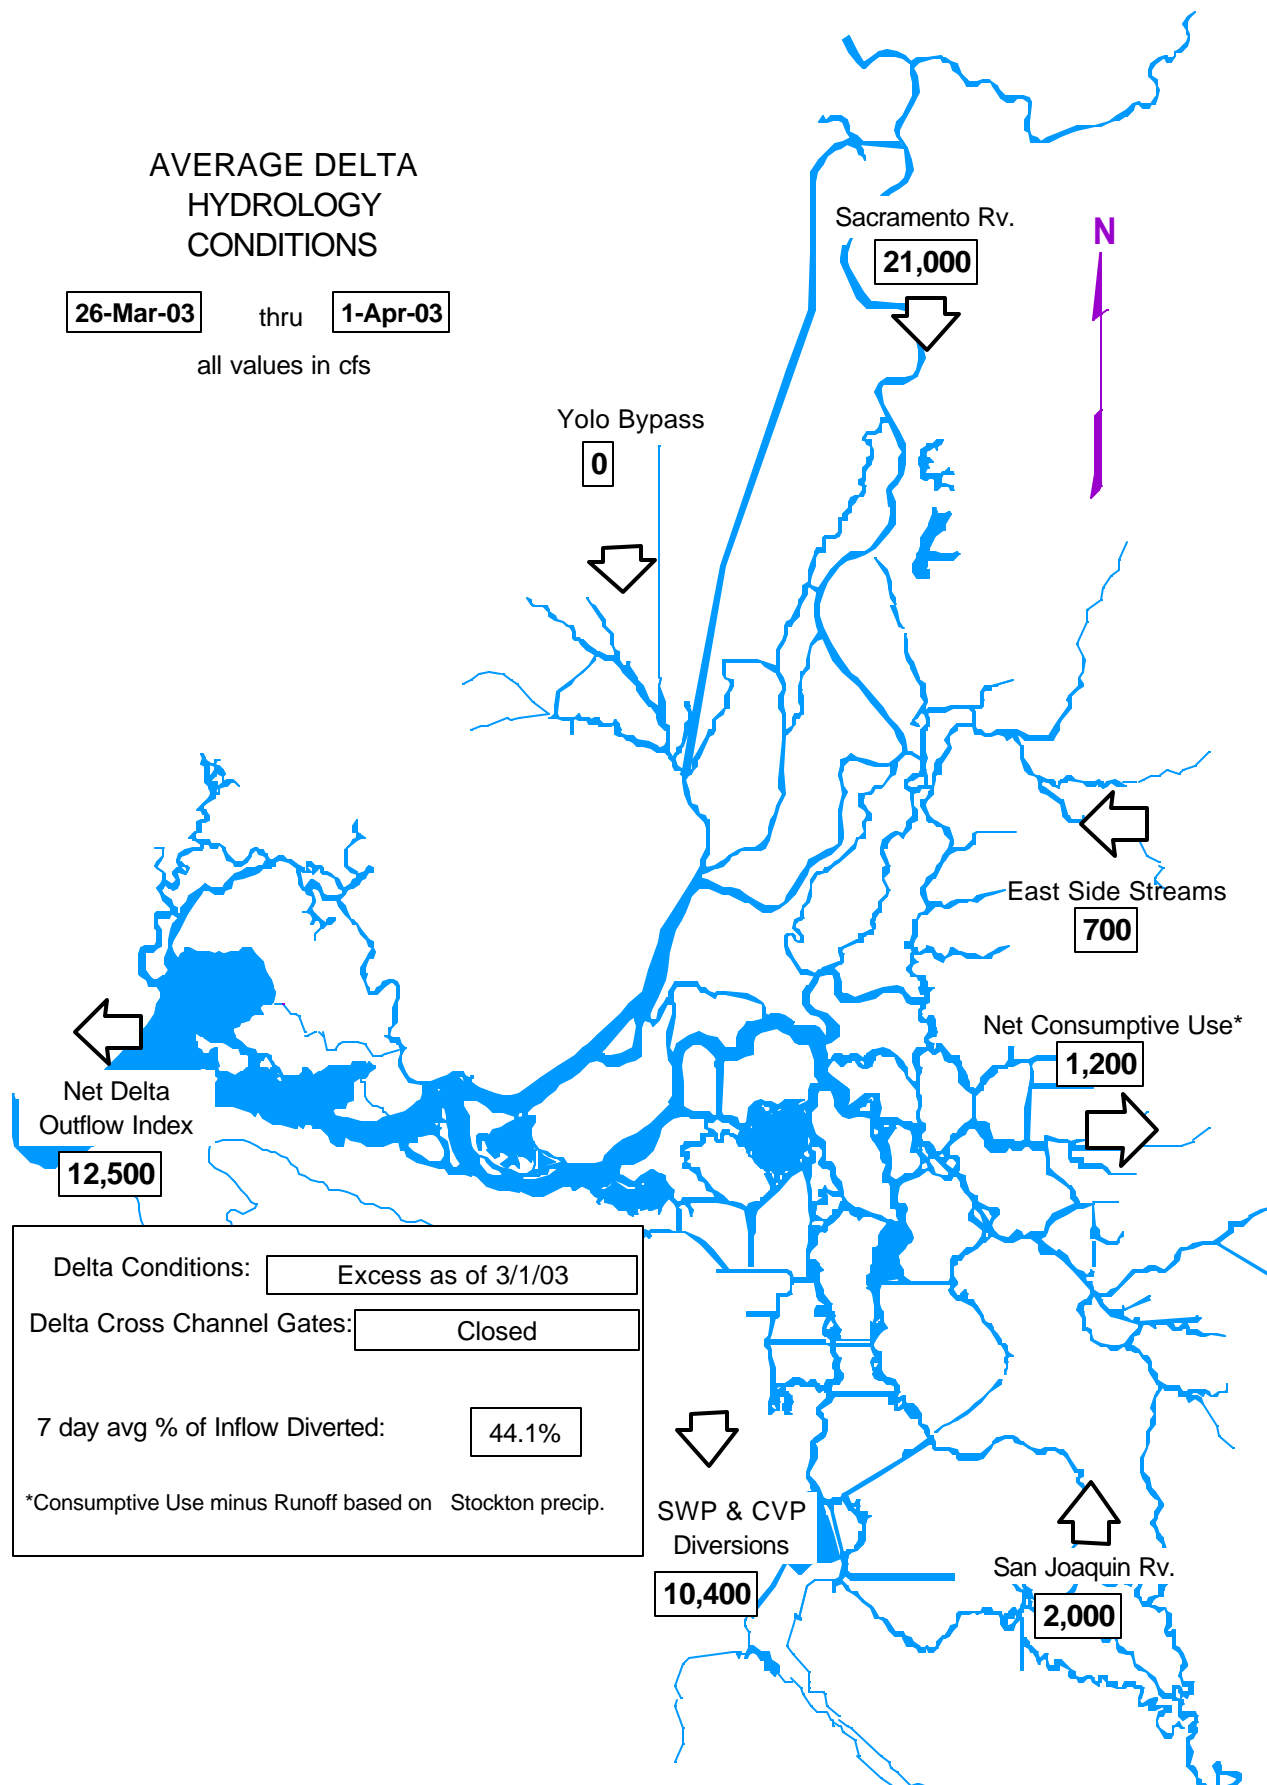 AVERAGE DELTA
HYDROLOGY
CONDITIONS
26-Mar-03 thru 1-Apr-03
all values in cfs
Sacramento Rv.
21,000
N
Yolo Bypass
0
East Side Streams
700
Net Consumptive Use*
1,200
Net Delta
Outflow Index
12,500
Delta Conditions: Excess as of 3/1/03
Delta Cross Channel Gates: Closed
7 day avg % of Inflow Diverted: 44.1%
*Consumptive Use minus Runoff based on Stockton precip.
SWP & CVP
Diversions
10,400
San Joaquin Rv.
2,000